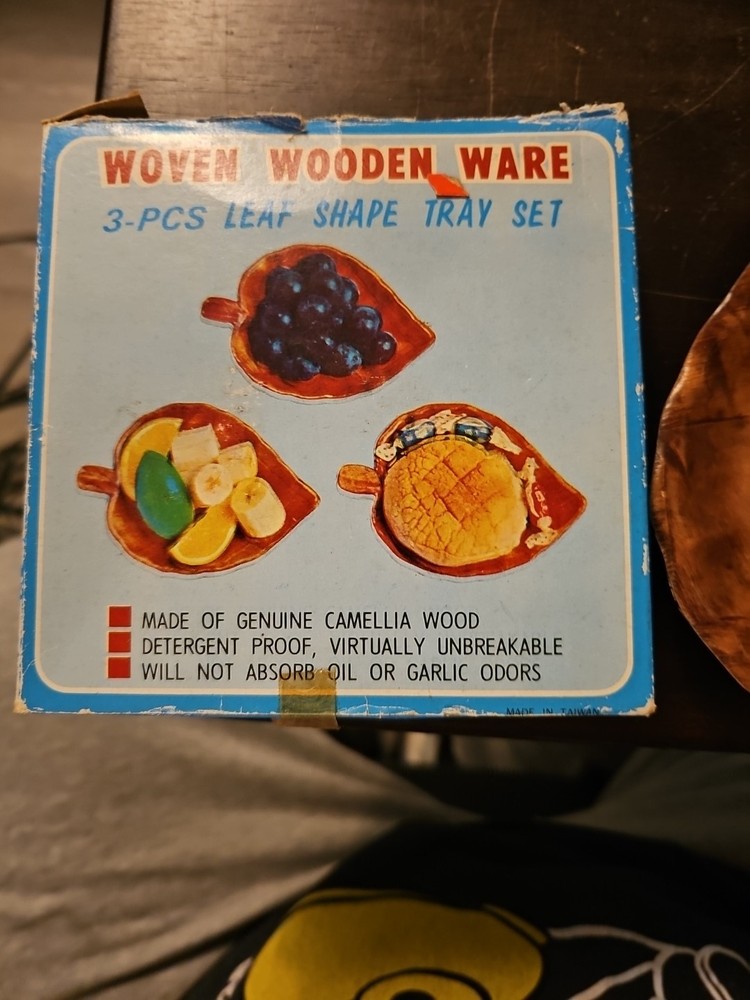 WOVEN WOODEN WARE
3-PCS LEAF SHAPE TRAY SET
MADE OF GENUINE CAMELLIA WOOD
DETERGENT PROOF, VIRTUALLY UNBREAKABLE
WILL NOT ABSORB OIL OR GARLIC ODORS
MADE IN TAIWAN